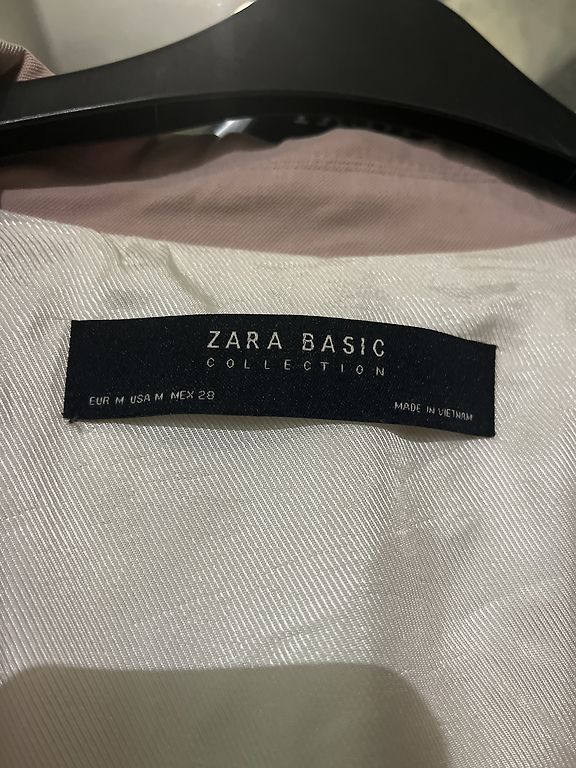 ZARA BASIC
COLLECTION
EUR M USA M MEX 28
MADE IN VIETNAM